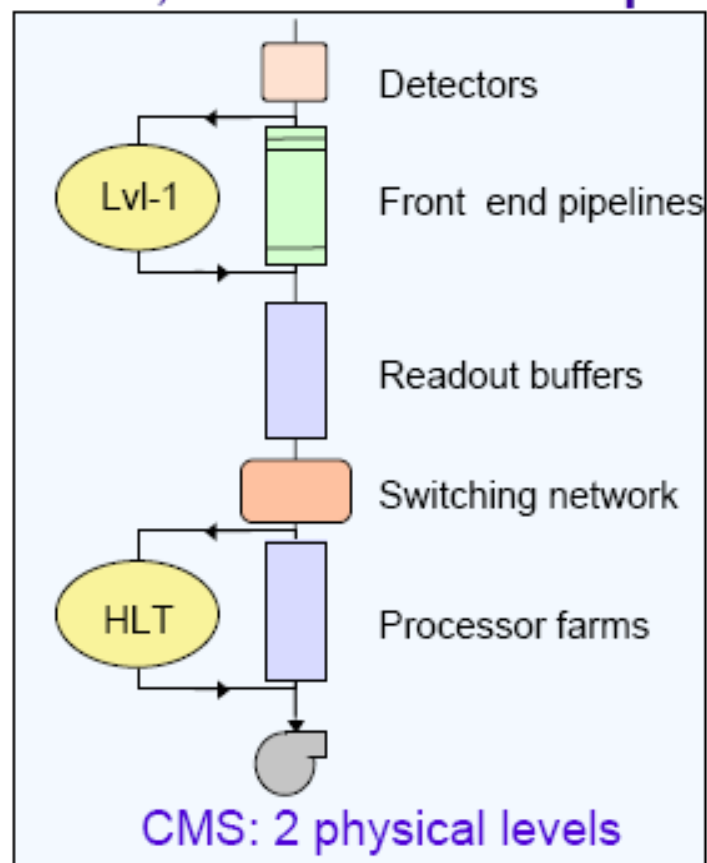 Detectors
Lvl-1
Front end pipelines
Readout buffers
Switching network
HLT
Processor farms
CMS: 2 physical levels